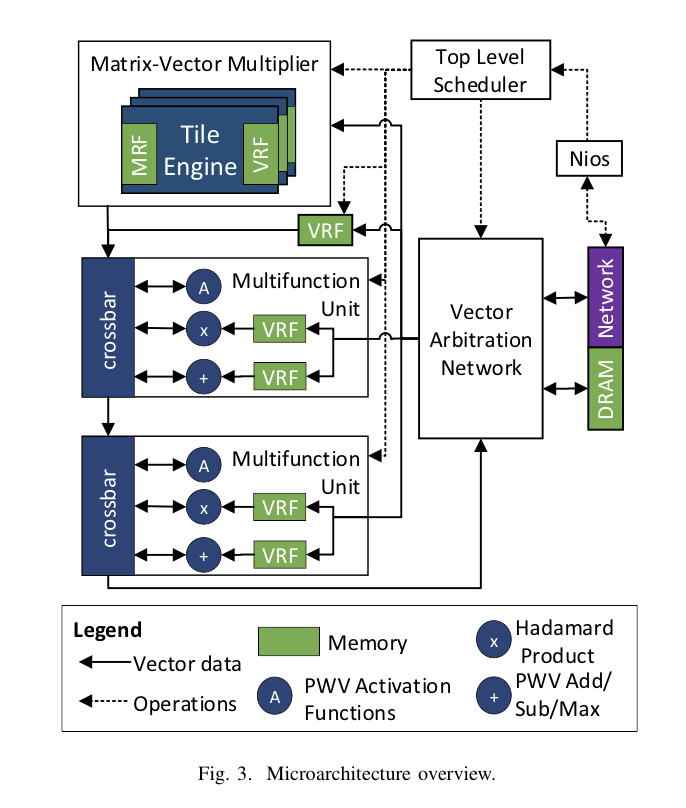 Matrix-Vector Multiplier
MRF
Tile
Engine
VRF
Top Level
Scheduler
Nios
VRF
crossbar
A
x
+
Multifunction
Unit
VRF
VRF
Vector
Arbitration
Network
Network
DRAM
crossbar
A
x
+
Multifunction
Unit
VRF
VRF
Legend
Vector data
Operations
Memory
A
PWV Activation
Functions
x
Hadamard
Product
+
PWV Add/
Sub/Max
Fig. 3. Microarchitecture overview.